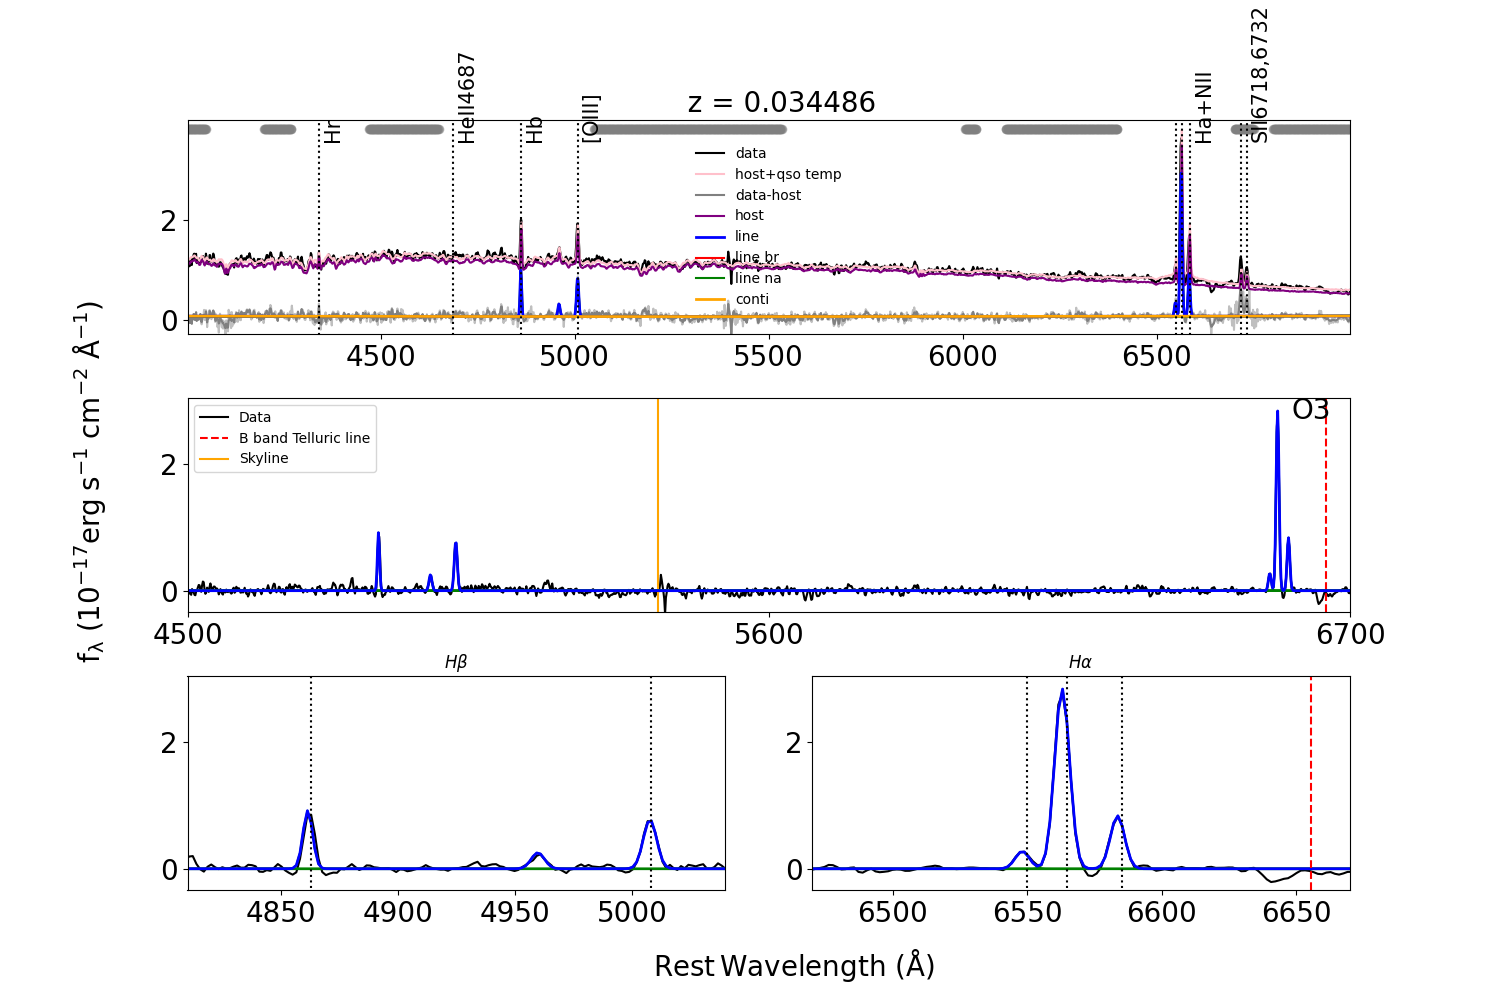 z = 0.034486
Hr
HeII4687
Hb
[OIII]
Ha+NII
SII6718,6732
data
host+qso temp
data-host
host
line
line br
line na
conti
2
0
4500
5000
5500
6000
6500
Data
B band Telluric line
Skyline
O3
2
0
4500
5600
6700
fλ (10⁻¹⁷erg s⁻¹ cm⁻² Å⁻¹)
Hβ
2
0
4850
4900
4950
5000
Hα
2
0
6500
6550
6600
6650
Rest Wavelength (Å)